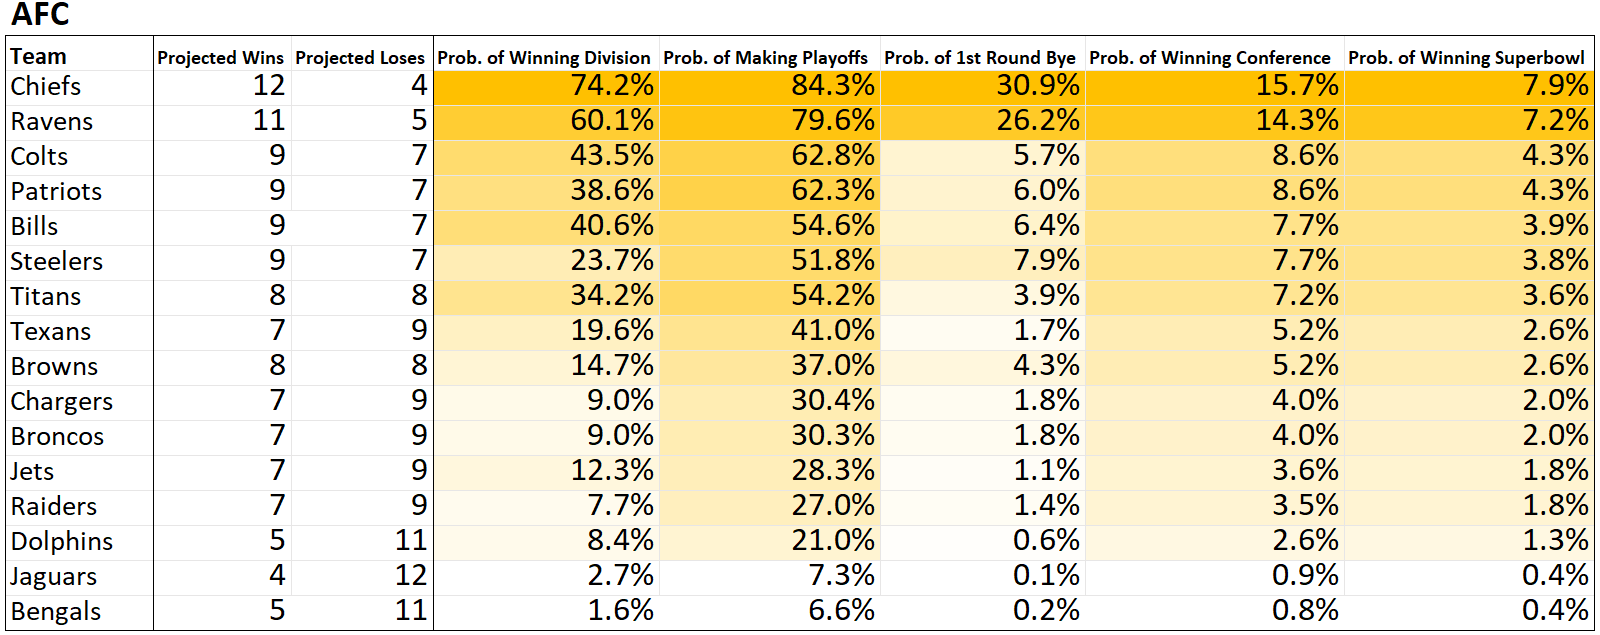 AFC
Team Projected Wins Projected Loses Prob. of Winning Division Prob. of Making Playoffs Prob. of 1st Round Bye Prob. of Winning Conference Prob. of Winning Superbowl
Chiefs 12 4 74.2% 84.3% 30.9% 15.7% 7.9%
Ravens 11 5 60.1% 79.6% 26.2% 14.3% 7.2%
Colts 9 7 43.5% 62.8% 5.7% 8.6% 4.3%
Patriots 9 7 38.6% 62.3% 6.0% 8.6% 4.3%
Bills 9 7 40.6% 54.6% 6.4% 7.7% 3.9%
Steelers 9 7 23.7% 51.8% 7.9% 7.7% 3.8%
Titans 8 8 34.2% 54.2% 3.9% 7.2% 3.6%
Texans 7 9 19.6% 41.0% 1.7% 5.2% 2.6%
Browns 8 8 14.7% 37.0% 4.3% 5.2% 2.6%
Chargers 7 9 9.0% 30.4% 1.8% 4.0% 2.0%
Broncos 7 9 9.0% 30.3% 1.8% 4.0% 2.0%
Jets 7 9 12.3% 28.3% 1.1% 3.6% 1.8%
Raiders 7 9 7.7% 27.0% 1.4% 3.5% 1.8%
Dolphins 5 11 8.4% 21.0% 0.6% 2.6% 1.3%
Jaguars 4 12 2.7% 7.3% 0.1% 0.9% 0.4%
Bengals 5 11 1.6% 6.6% 0.2% 0.8% 0.4%